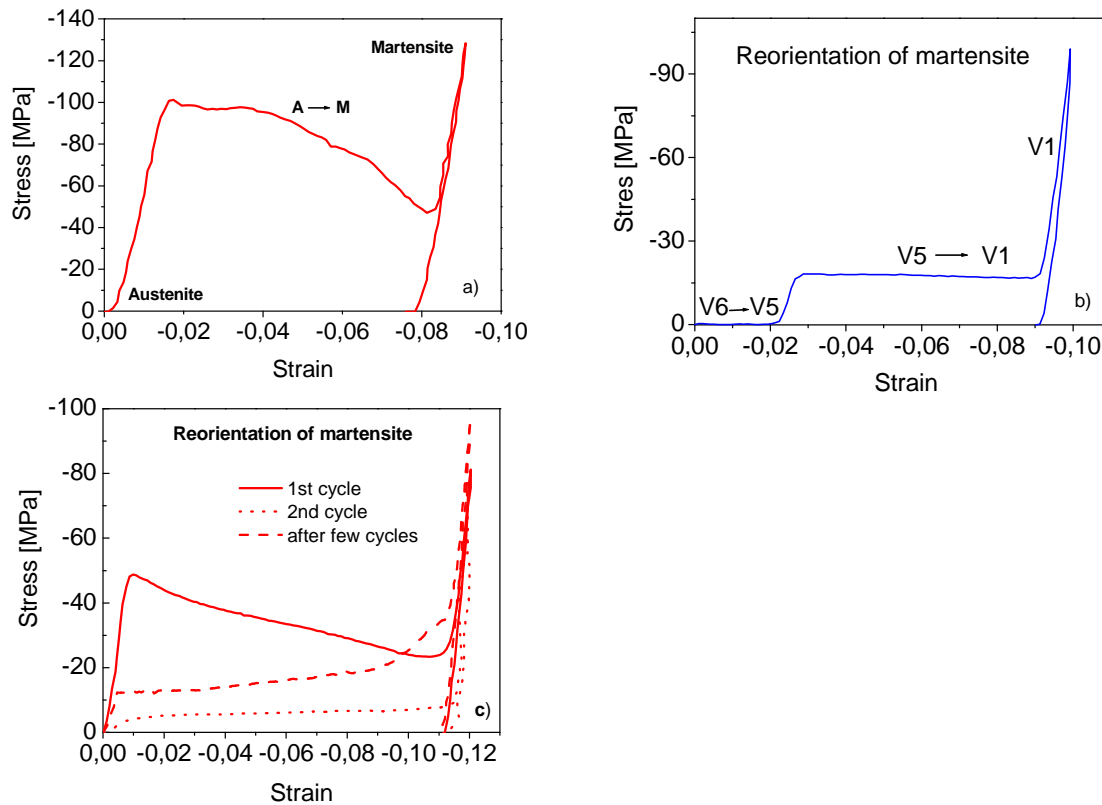 -140
-120
-100
-80
-60
-40
-20
0
Stress [MPa]
Martensite
A → M
Austenite
a)
0,00 -0,02 -0,04 -0,06 -0,08 -0,10
Strain
-90
-60
-30
0
Stres [MPa]
Reorientation of martensite
V1
V5 → V1
V6 → V5
b)
0,00 -0,02 -0,04 -0,06 -0,08 -0,10
Strain
-100
-80
-60
-40
-20
0
Stress [MPa]
Reorientation of martensite
1st cycle
2nd cycle
after few cycles
c)
0,00 -0,02 -0,04 -0,06 -0,08 -0,10 -0,12
Strain